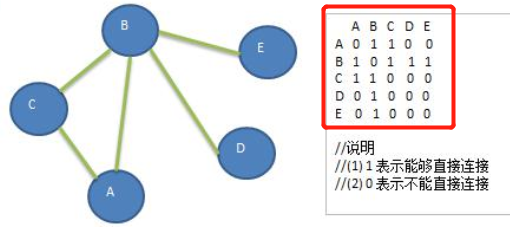 B
E
C
D
A
A B C D E
A 0 1 1 0 0
B 1 0 1 1 1
C 1 1 0 0 0
D 0 1 0 0 0
E 0 1 0 0 0
//说明
//(1) 1 表示能够直接连接
//(2) 0 表示不能直接连接